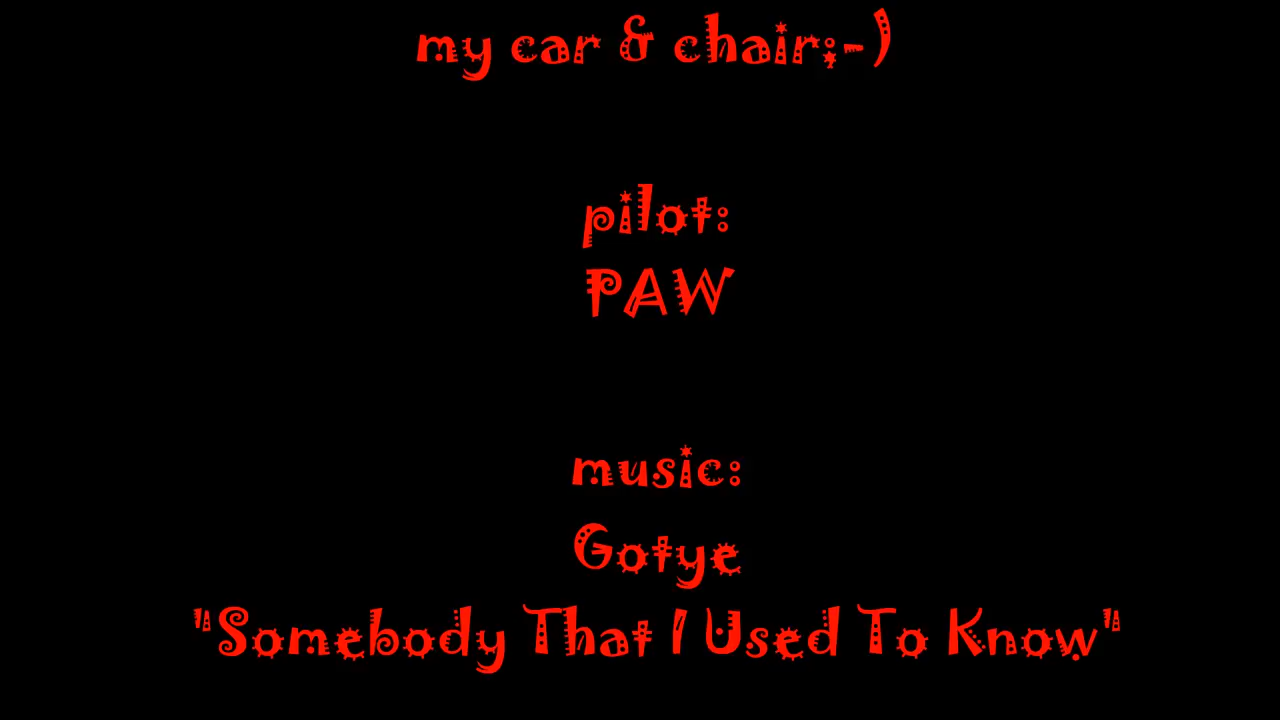 my car & chair;-)
pilot:
PAW
music:
Gotye
"Somebody That I Used To Know"